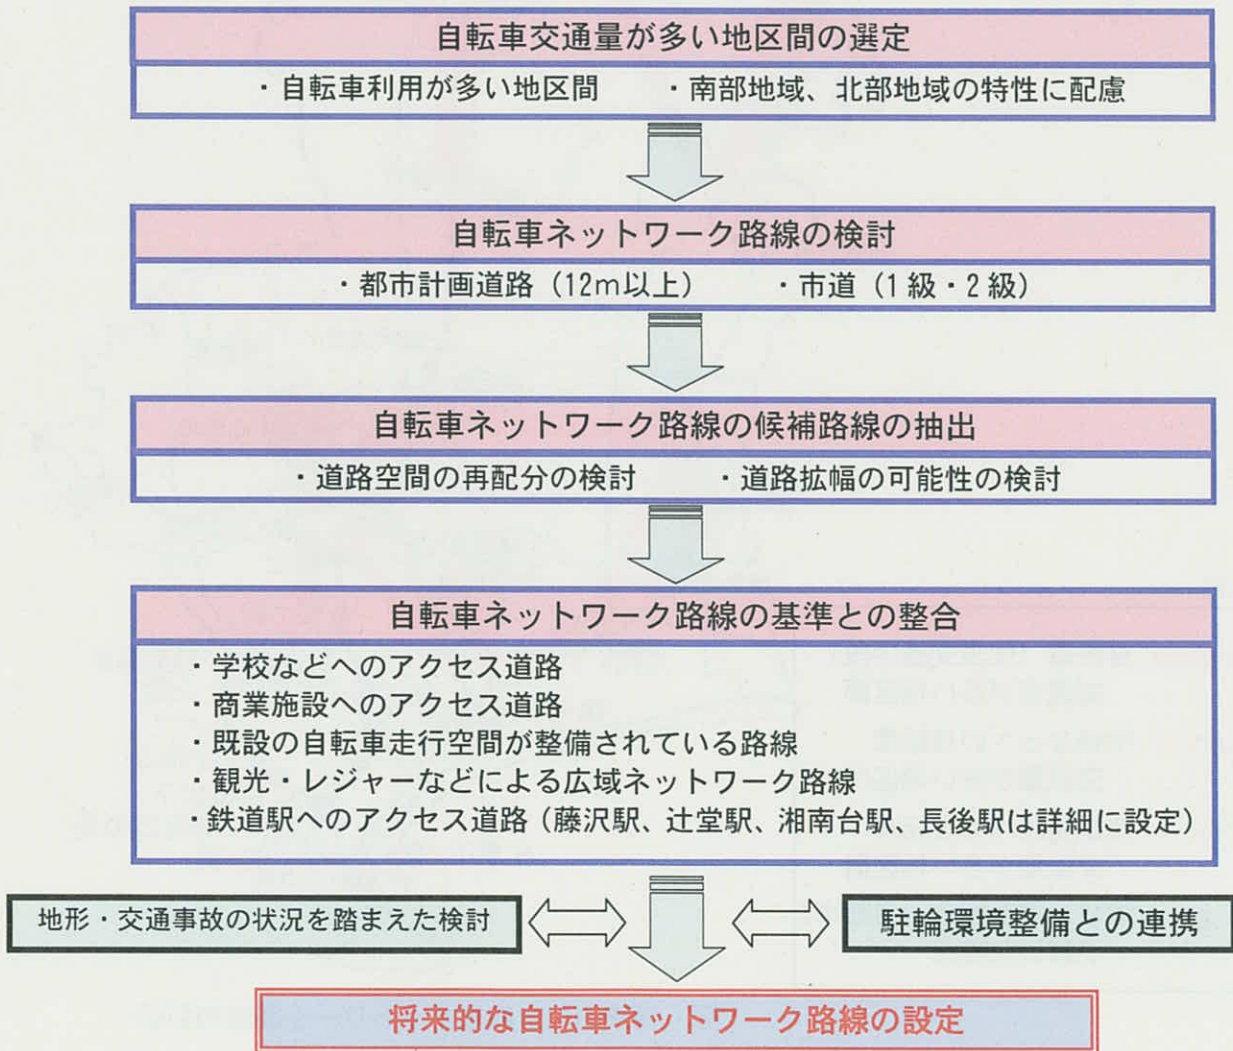 自転車交通量が多い地区間の選定
・自転車利用が多い地区間　・南部地域、北部地域の特性に配慮
自転車ネットワーク路線の検討
・都市計画道路（12m以上）　・市道（1級・2級）
自転車ネットワーク路線の候補路線の抽出
・道路空間の再配分の検討　・道路拡幅の可能性の検討
自転車ネットワーク路線の基準との整合
・学校などへのアクセス道路
・商業施設へのアクセス道路
・既設の自転車走行空間が整備されている路線
・観光・レジャーなどによる広域ネットワーク路線
・鉄道駅へのアクセス道路（藤沢駅、辻堂駅、湘南台駅、長後駅は詳細に設定）
地形・交通事故の状況を踏まえた検討
駐輪環境整備との連携
将来的な自転車ネットワーク路線の設定